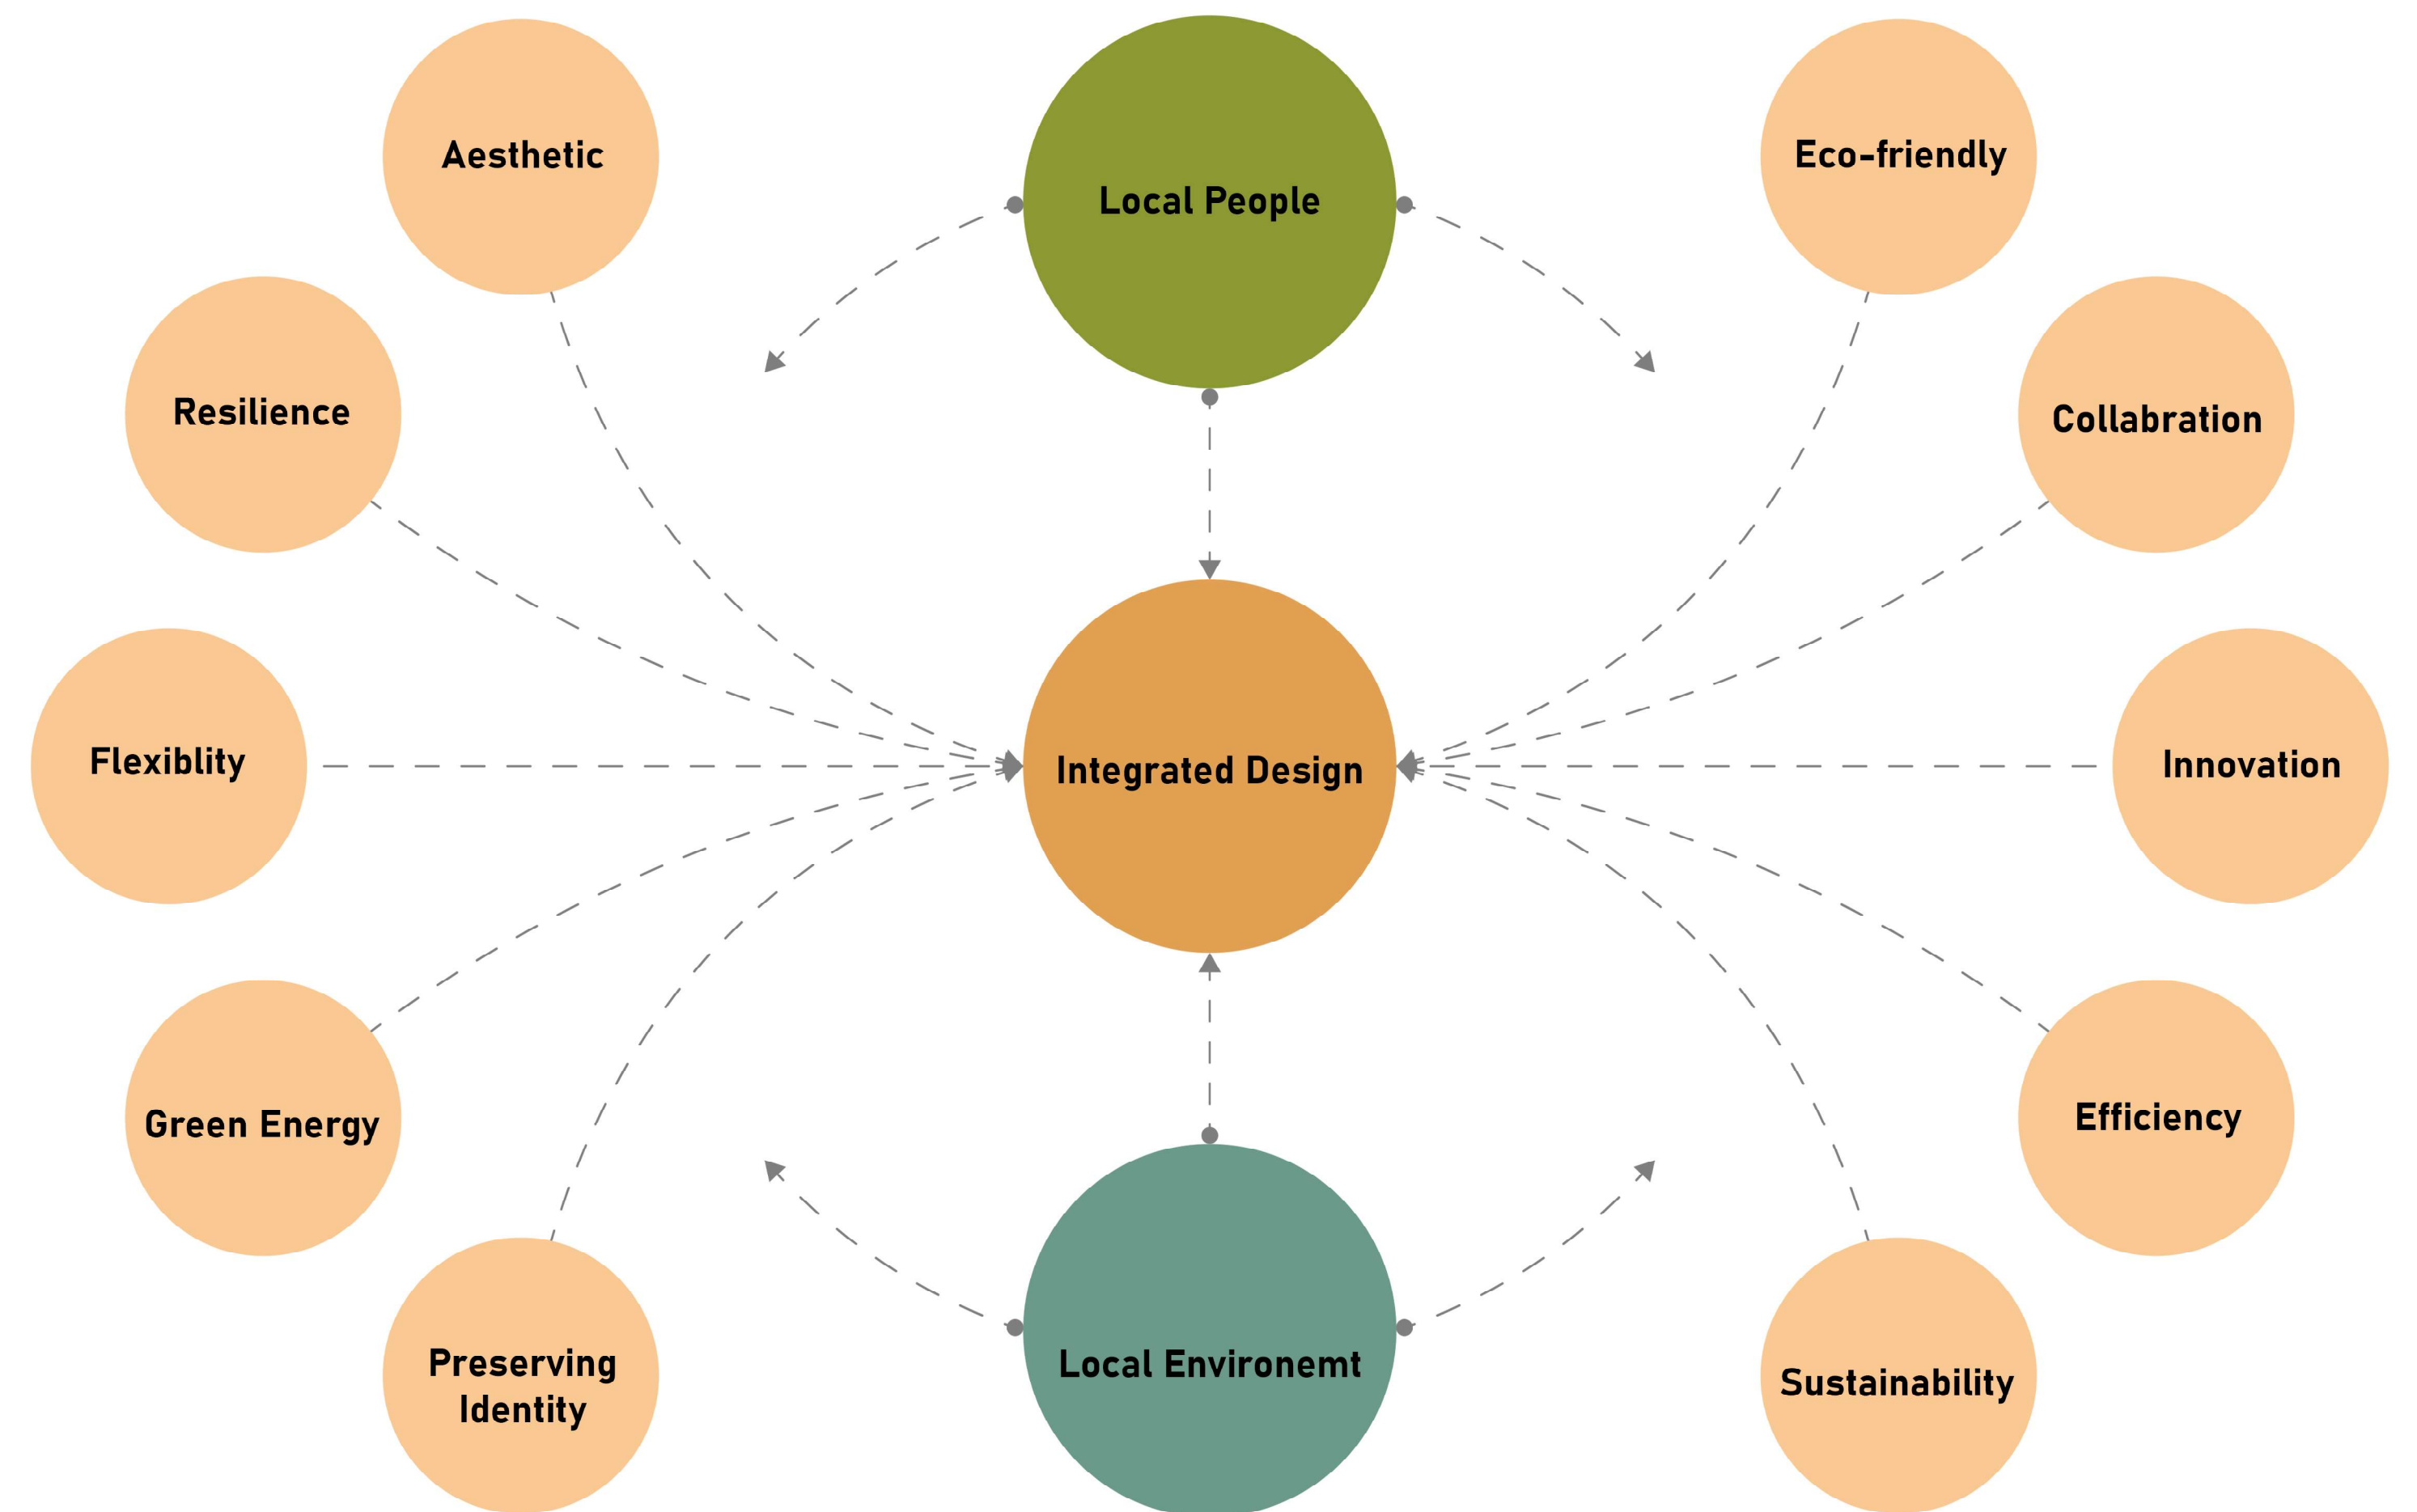 Aesthetic
Local People
Eco-friendly
Resilience
Collabration
Flexiblity
Integrated Design
Innovation
Green Energy
Efficiency
Preserving
Identity
Local Environemt
Sustainability